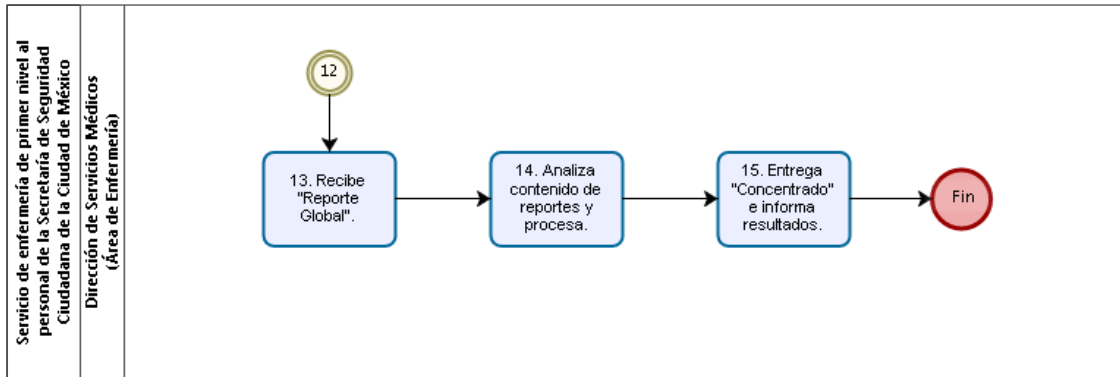 Servicio de enfermería de primer nivel al
personal de la Secretaría de Seguridad
Ciudadana de la Ciudad de México
Dirección de Servicios Médicos
(Área de Enfermería)
12
13. Recibe
"Reporte
Global".
14. Analiza
contenido de
reportes y
procesa.
15. Entrega
"Concentrado"
e informa
resultados.
Fin